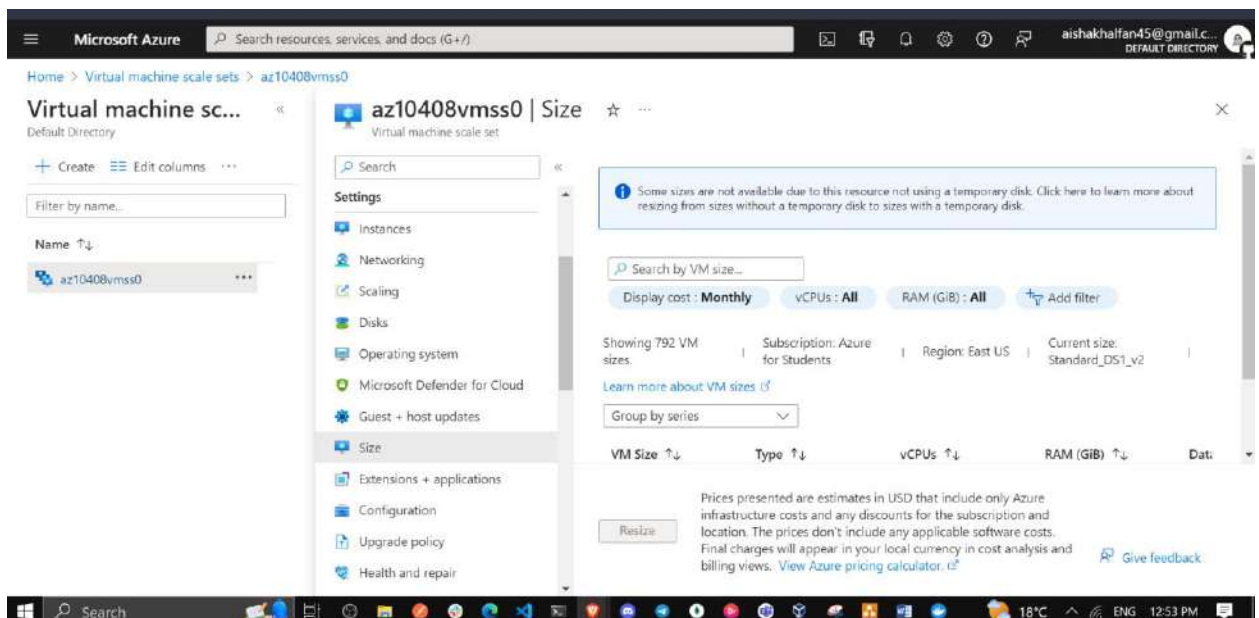 Microsoft Azure
Search resources, services, and docs (G+/)
aishakhalfan45@gmail.c...
DEFAULT DIRECTORY
Home > Virtual machine scale sets > az10408vmss0
Virtual machine sc...
Default Directory
Create Edit columns ...
Filter by name...
Name
az10408vmss0 ...
az10408vmss0 | Size ...
Virtual machine scale set
Search
Settings
Instances
Networking
Scaling
Disks
Operating system
Microsoft Defender for Cloud
Guest + host updates
Size
Extensions + applications
Configuration
Upgrade policy
Health and repair
Some sizes are not available due to this resource not using a temporary disk. Click here to learn more about
resizing from sizes without a temporary disk to sizes with a temporary disk.
Search by VM size...
Display cost : Monthly vCPUs : All RAM (GiB) : All Add filter
Showing 792 VM
sizes.
Subscription: Azure
for Students
Region: East US
Current size:
Standard_DS1_v2
Learn more about VM sizes
Group by series
VM Size Type vCPUs RAM (GiB) Data
Resize
Prices presented are estimates in USD that include only Azure
infrastructure costs and any discounts for the subscription and
location. The prices don't include any applicable software costs.
Final charges will appear in your local currency in cost analysis and
billing views. View Azure pricing calculator.
Give feedback
Search
18°C ENG 12:53 PM